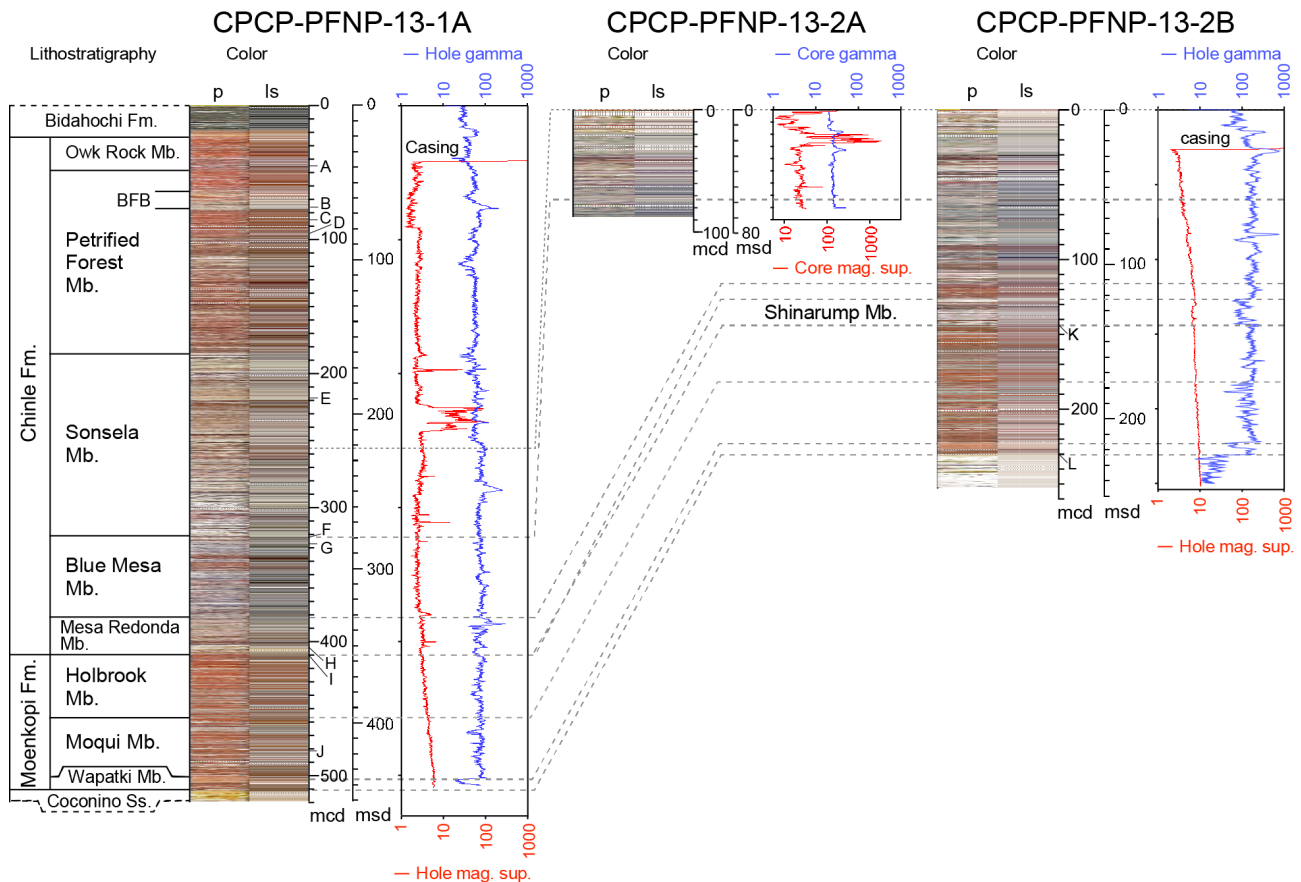 CPCP-PFNP-13-1A
CPCP-PFNP-13-2A
CPCP-PFNP-13-2B
Lithostratigraphy
Color
— Hole gamma
p
ls
1
10
100
1000
Color
— Core gamma
p
ls
1
10
100
1000
Color
— Hole gamma
p
ls
1
10
100
1000
Bidahochi Fm.
Owk Rock Mb.
BFB
Petrified
Forest
Mb.
Sonsela
Mb.
Blue Mesa
Mb.
Mesa Redonda
Mb.
Holbrook
Mb.
Moqui Mb.
Wapatki Mb.
Coconino Ss.
Chinle Fm.
Moenkopi Fm.
0
A
B
C
D
100
200
E
300
F
G
400
H
I
J
500
mcd
0
100
200
300
400
msd
Casing
1
10
100
1000
— Hole mag. sup.
0
100
mcd
0
80
msd
10
100
1000
— Core mag. sup.
Shinarump Mb.
0
100
K
200
L
mcd
0
100
200
msd
casing
1
10
100
1000
— Hole mag. sup.